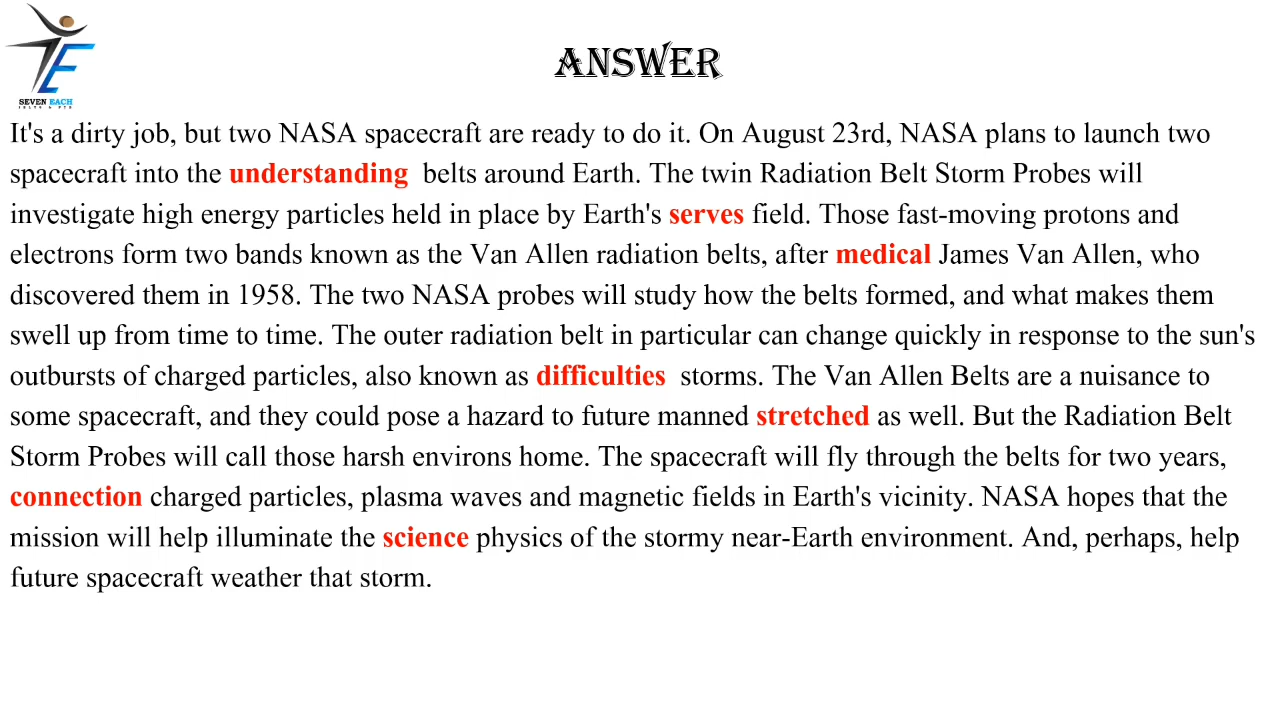 SEVEN EACH
IELTS & PTE
ANSWER
It's a dirty job, but two NASA spacecraft are ready to do it. On August 23rd, NASA plans to launch two
spacecraft into the understanding belts around Earth. The twin Radiation Belt Storm Probes will
investigate high energy particles held in place by Earth's serves field. Those fast-moving protons and
electrons form two bands known as the Van Allen radiation belts, after medical James Van Allen, who
discovered them in 1958. The two NASA probes will study how the belts formed, and what makes them
swell up from time to time. The outer radiation belt in particular can change quickly in response to the sun's
outbursts of charged particles, also known as difficulties storms. The Van Allen Belts are a nuisance to
some spacecraft, and they could pose a hazard to future manned stretched as well. But the Radiation Belt
Storm Probes will call those harsh environs home. The spacecraft will fly through the belts for two years,
connection charged particles, plasma waves and magnetic fields in Earth's vicinity. NASA hopes that the
mission will help illuminate the science physics of the stormy near-Earth environment. And, perhaps, help
future spacecraft weather that storm.